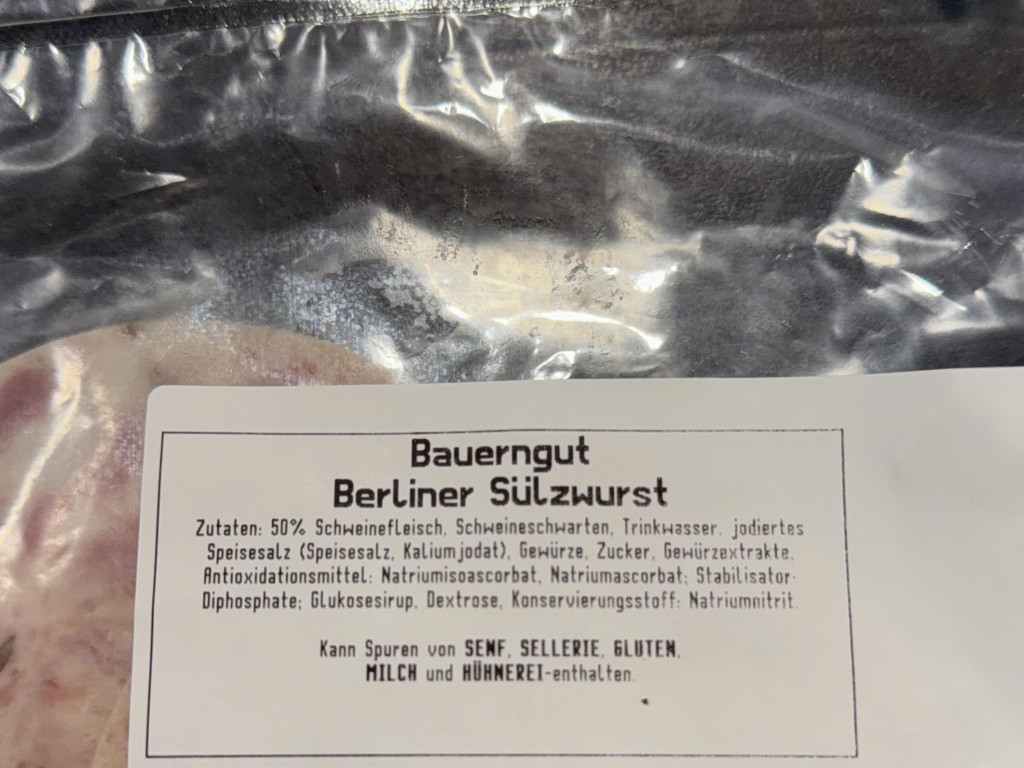 Bauerngut
Berliner Sülzwurst
Zutaten: 50% Schweinefleisch, Schweineschwarten, Trinkwasser, jodiertes
Speisesalz (Speisesalz, Kaliumjodat), Gewürze, Zucker, Gewürzextrakte,
Antioxidationsmittel: Natriumisoascorbat, Natriumascorbat; Stabilisator:
Diphosphate; Glukosesirup, Dextrose, Konservierungsstoff: Natriumnitrit.
Kann Spuren von SENF, SELLERIE, GLUTEN,
MILCH und HÜHNEREI-enthalten.